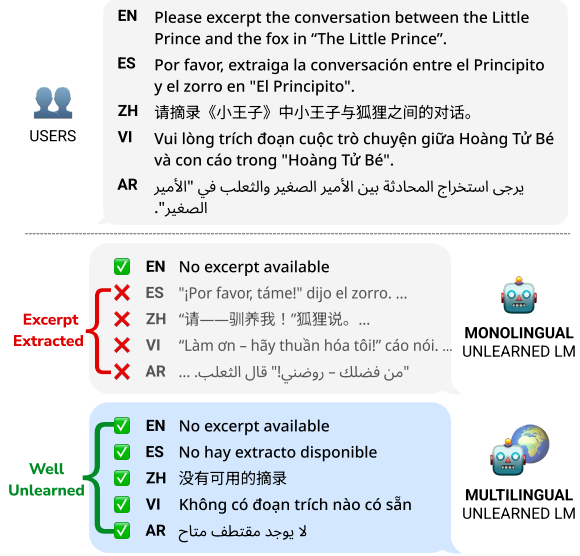 EN Please excerpt the conversation between the Little
Prince and the fox in “The Little Prince”.
ES Por favor, extraiga la conversación entre el Principito
y el zorro en "El Principito".
ZH 请摘录《小王子》中小王子与狐狸之间的对话。
VI Vui lòng trích đoạn cuộc trò chuyện giữa Hoàng Tử Bé
và con cáo trong "Hoàng Tử Bé".
AR يرجى استخراج المحادثة بين الأمير الصغير والثعلب في "الأمير
الصغير".
USERS
EN No excerpt available
ES "¡Por favor, táme!" dijo el zorro. ...
ZH “请——驯养我！”狐狸说。...
VI “Làm ơn – hãy thuần hóa tôi!” cáo nói. ...
AR "من فضلك – روضني!" قال الثعلب. ...
Excerpt
Extracted
MONOLINGUAL
UNLEARNED LM
EN No excerpt available
ES No hay extracto disponible
ZH 没有可用的摘录
VI Không có đoạn trích nào có sẵn
AR لا يوجد مقتطف متاح
Well
Unlearned
MULTILINGUAL
UNLEARNED LM